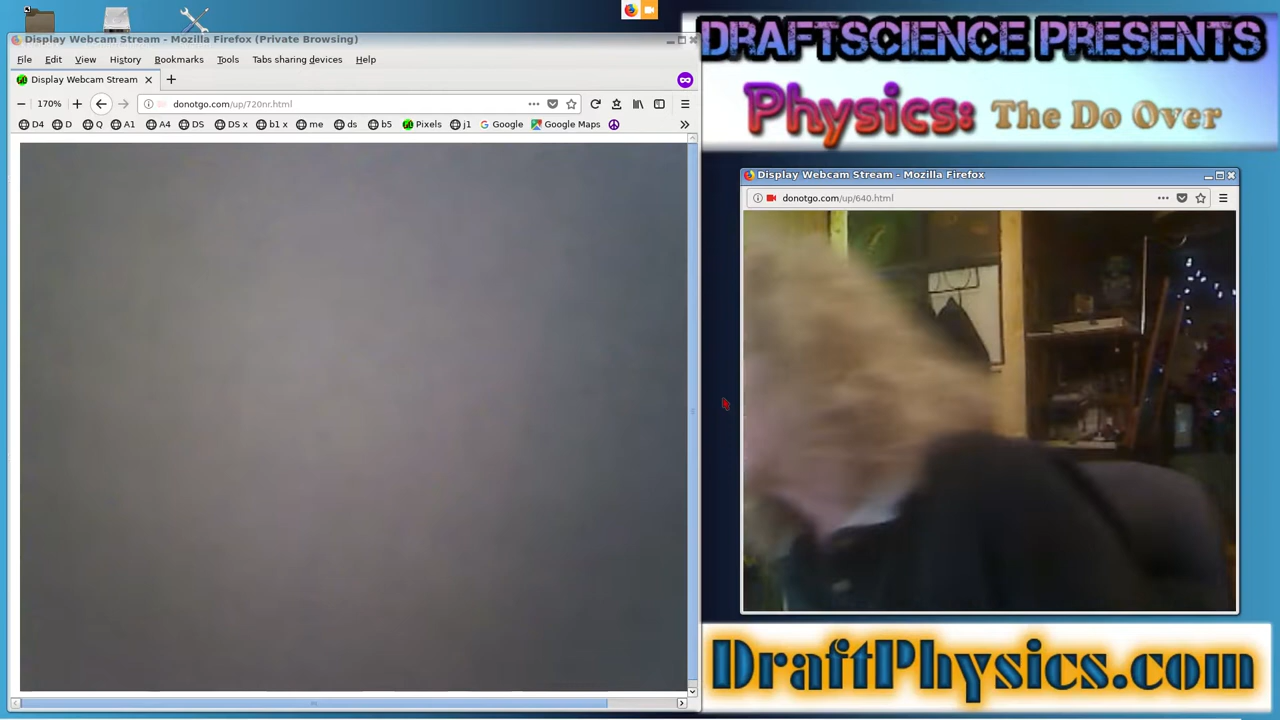 Display Webcam Stream - Mozilla Firefox (Private Browsing)
File Edit View History Bookmarks Tools Tabs sharing devices Help
Display Webcam Stream
170% donotgo.com/up/720nr.html
D4 D Q A1 A4 DS DS x b1 x me ds b5 Pixels j1 Google Google Maps
DRAFTSCIENCE PRESENTS
Physics: The Do Over
Display Webcam Stream - Mozilla Firefox
donotgo.com/up/640.html
DraftPhysics.com